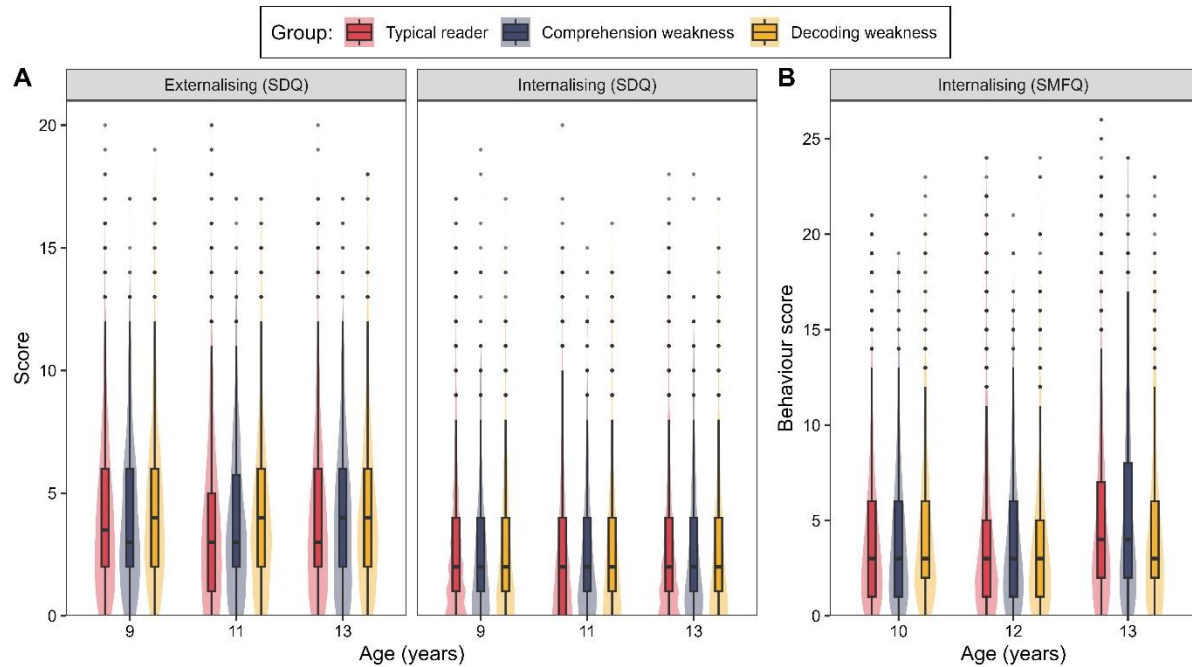 Group: Typical reader Comprehension weakness Decoding weakness
A
Externalising (SDQ)
Internalising (SDQ)
Score
20
15
10
5
0
9 11 13
9 11 13
Age (years)
B
Internalising (SMFQ)
Behaviour score
25
20
15
10
5
0
10 12 13
Age (years)